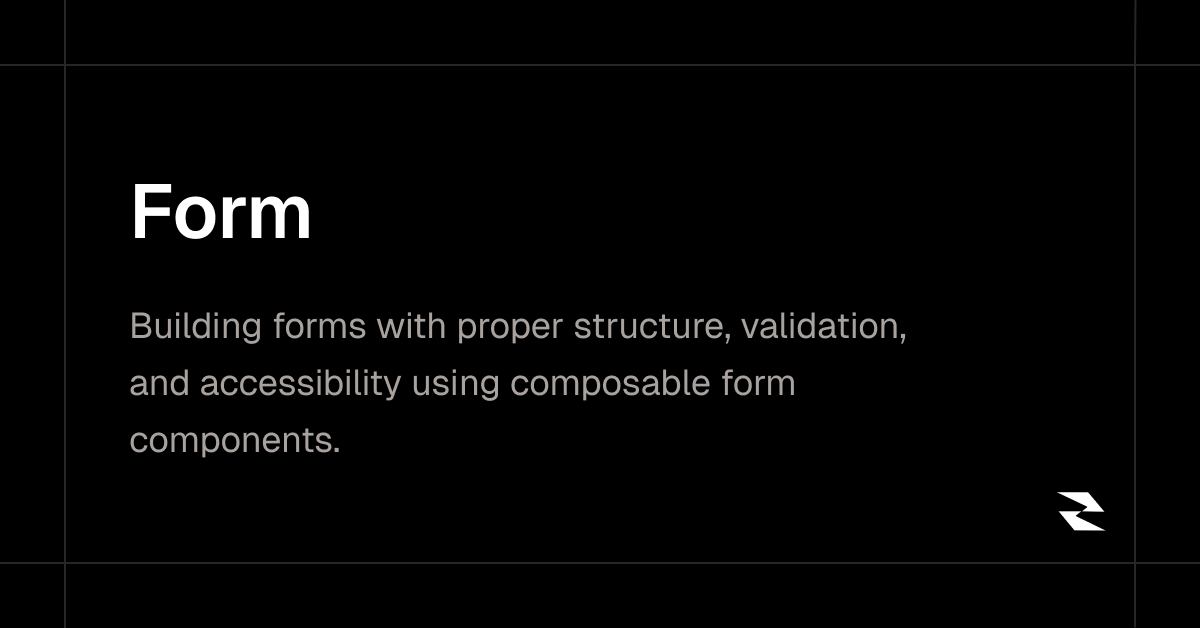 Form
Building forms with proper structure, validation,
and accessibility using composable form
components.